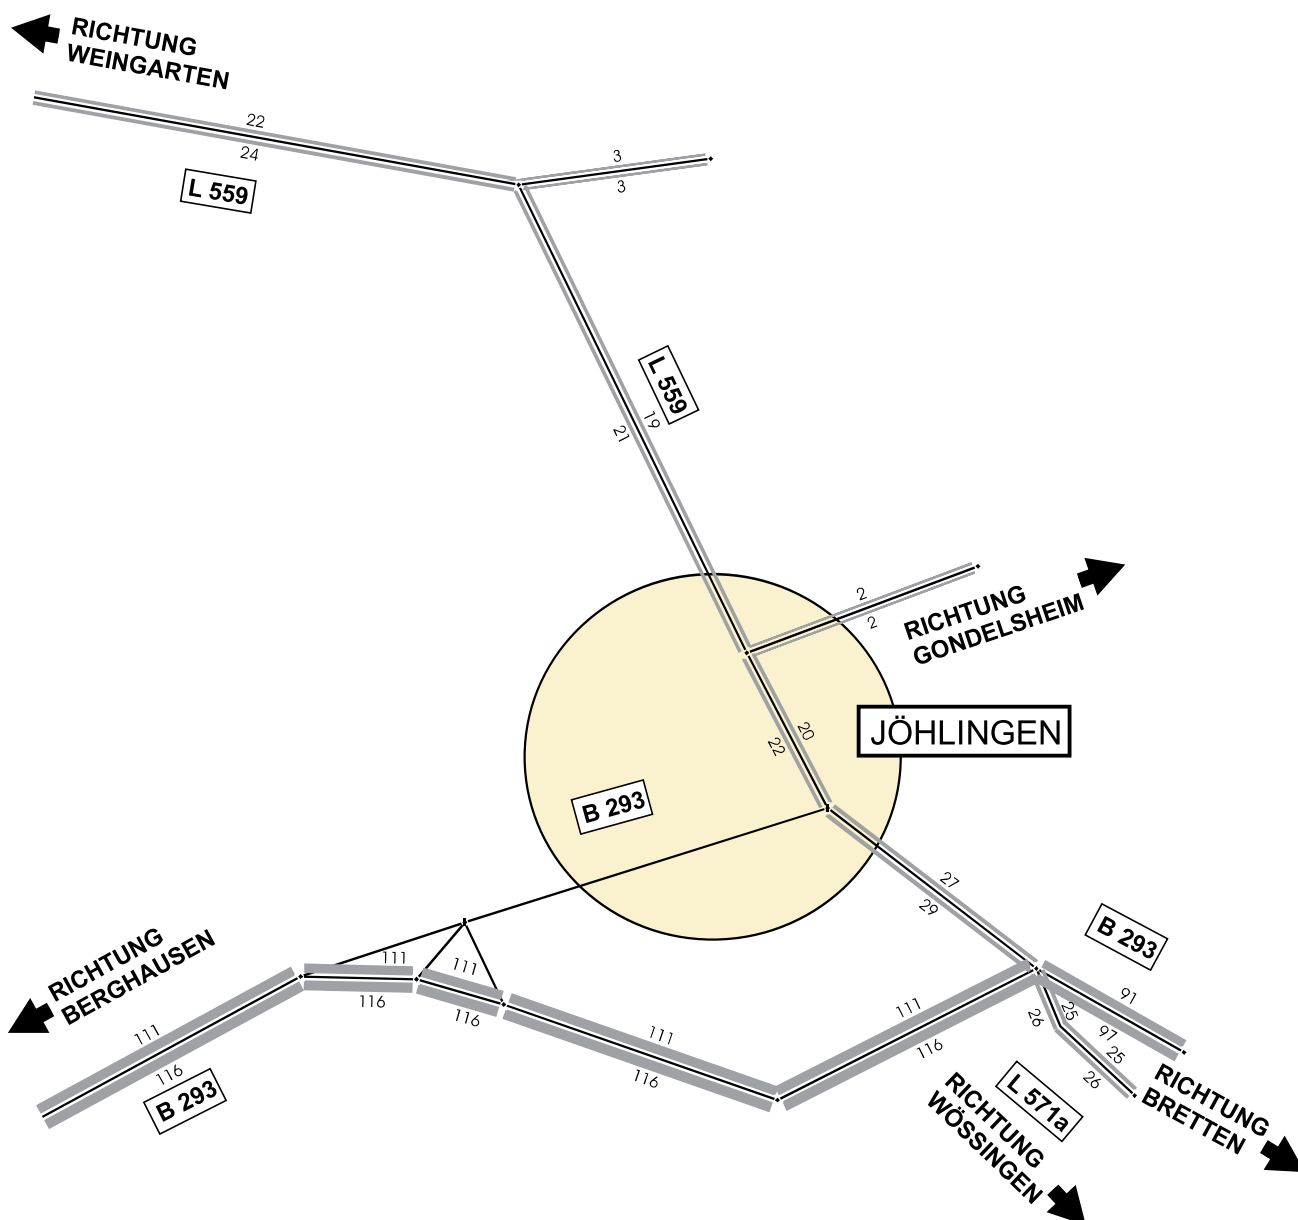 RICHTUNG
WEINGARTEN
22
24
L 559
3
3
L 559
19
21
2
2
RICHTUNG
GONDELSHEIM
JÖHLINGEN
20
22
B 293
27
29
B 293
RICHTUNG
BERGHAUSEN
111
116
B 293
111
116
111
116
111
116
111
116
91
97
25
26
25
26
L 571a
RICHTUNG
WÖSSINGEN
RICHTUNG
BRETTEN